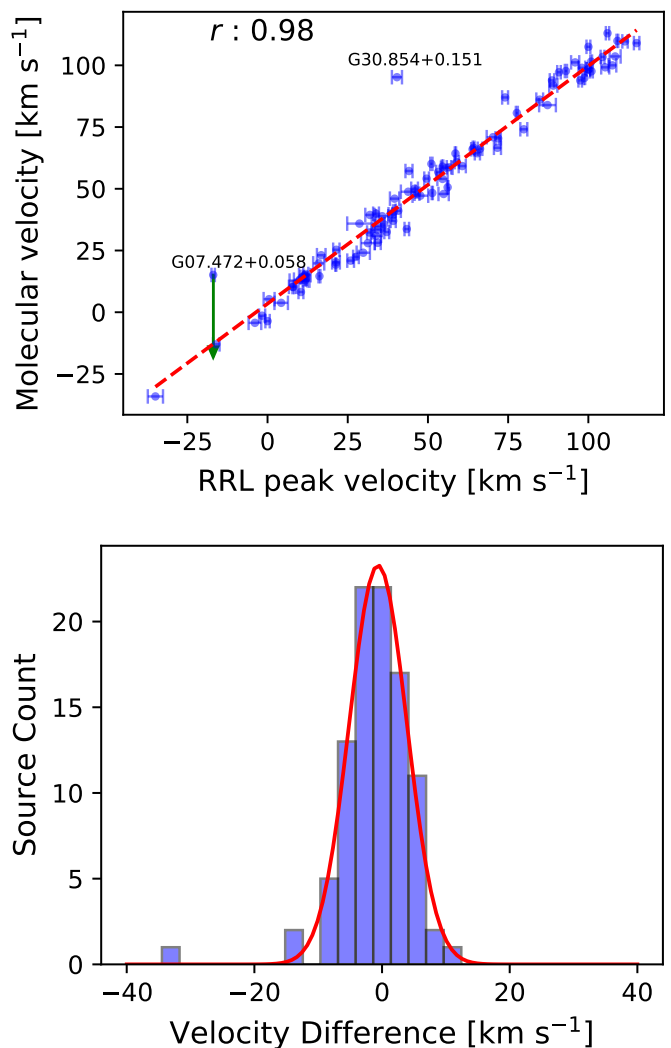 r : 0.98
G30.854+0.151
G07.472+0.058
100
75
50
25
0
−25
Molecular velocity [km s⁻¹]
−25 0 25 50 75 100
RRL peak velocity [km s⁻¹]
20
15
10
5
0
Source Count
−40 −20 0 20 40
Velocity Difference [km s⁻¹]